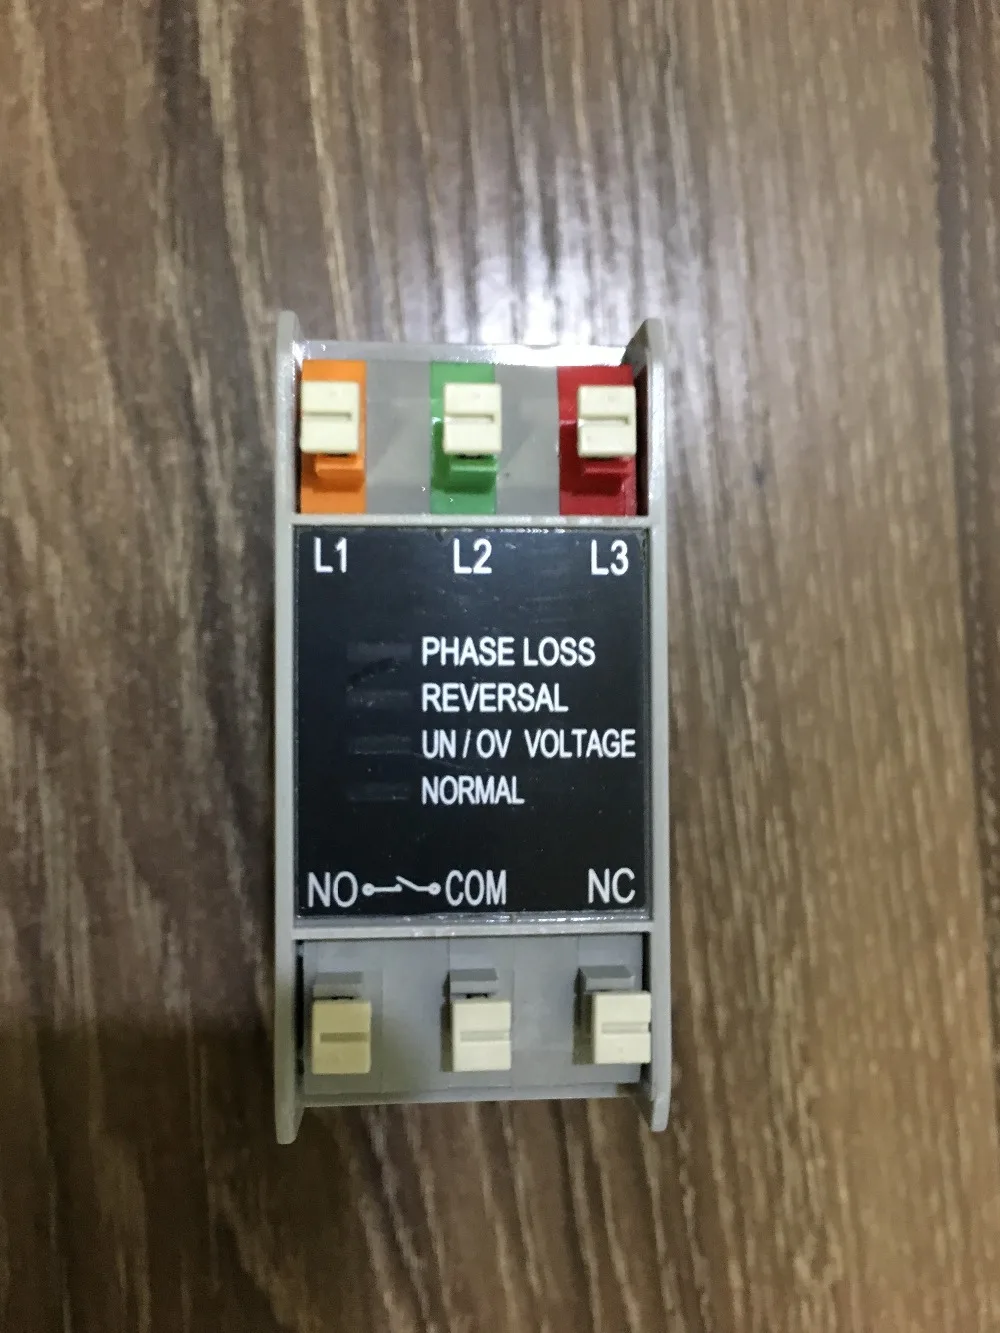 L1 L2 L3
PHASE LOSS
REVERSAL
UN / OV VOLTAGE
NORMAL
NO COM NC